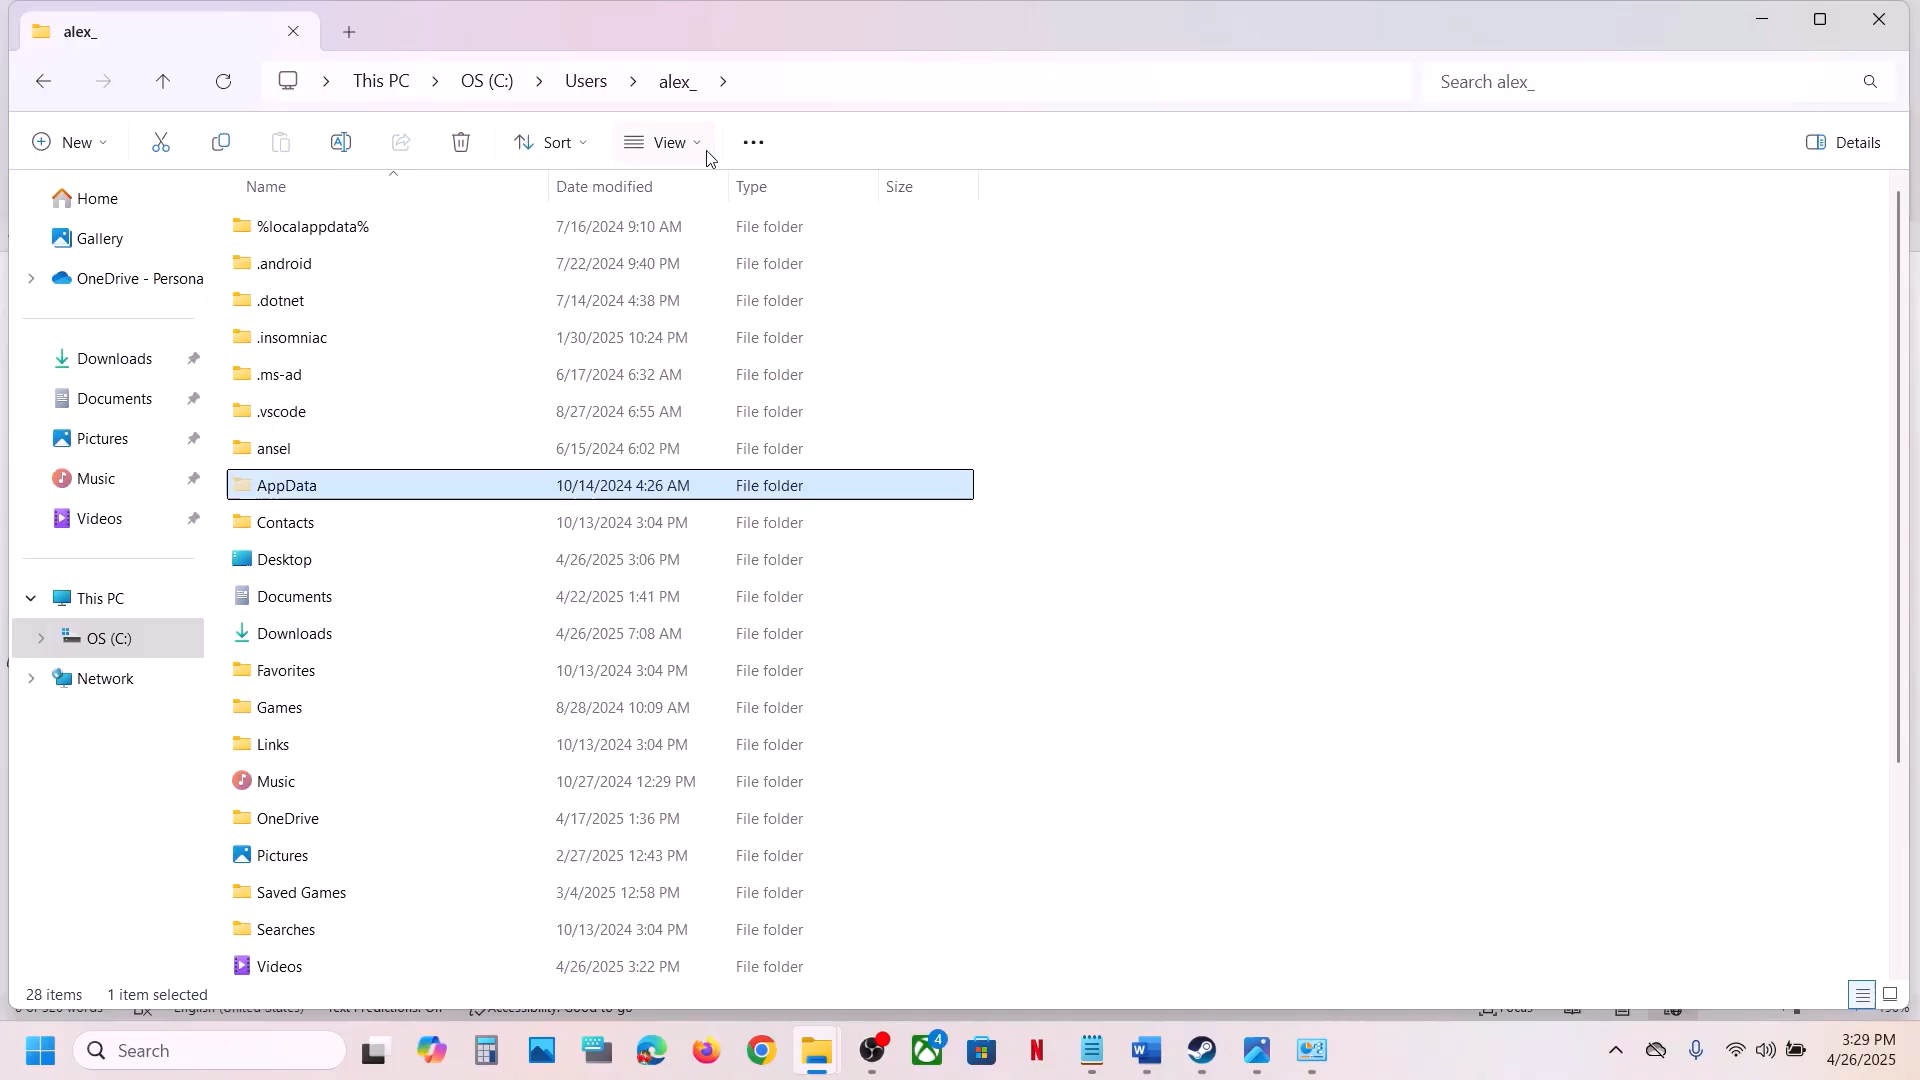 alex_
This PC
OS (C:)
Users
alex_
Search alex_
New
Sort
View
Details
Name
Date modified
Type
Size
Home
Gallery
OneDrive - Persona
Downloads
Documents
Pictures
Music
Videos
This PC
OS (C:)
Network
%localappdata% 7/16/2024 9:10 AM File folder
.android 7/22/2024 9:40 PM File folder
.dotnet 7/14/2024 4:38 PM File folder
.insomniac 1/30/2025 10:24 PM File folder
.ms-ad 6/17/2024 6:32 AM File folder
.vscode 8/27/2024 6:55 AM File folder
ansel 6/15/2024 6:02 PM File folder
AppData 10/14/2024 4:26 AM File folder
Contacts 10/13/2024 3:04 PM File folder
Desktop 4/26/2025 3:06 PM File folder
Documents 4/22/2025 1:41 PM File folder
Downloads 4/26/2025 7:08 AM File folder
Favorites 10/13/2024 3:04 PM File folder
Games 8/28/2024 10:09 AM File folder
Links 10/13/2024 3:04 PM File folder
Music 10/27/2024 12:29 PM File folder
OneDrive 4/17/2025 1:36 PM File folder
Pictures 2/27/2025 12:43 PM File folder
Saved Games 3/4/2025 12:58 PM File folder
Searches 10/13/2024 3:04 PM File folder
Videos 4/26/2025 3:22 PM File folder
28 items 1 item selected
Search
4
3:29 PM
4/26/2025